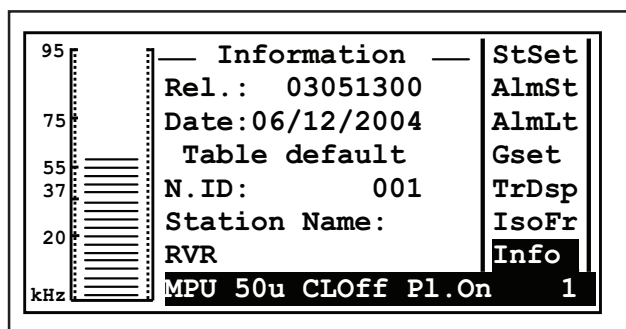 95
75
55
37
20
kHz
Information
Rel.: 03051300
Date:06/12/2004
Table default
N.ID: 001
Station Name:
RVR
MPU 50u CLOff Pl.On 1
StSet
AlmSt
AlmLt
Gset
TrDsp
IsoFr
Info